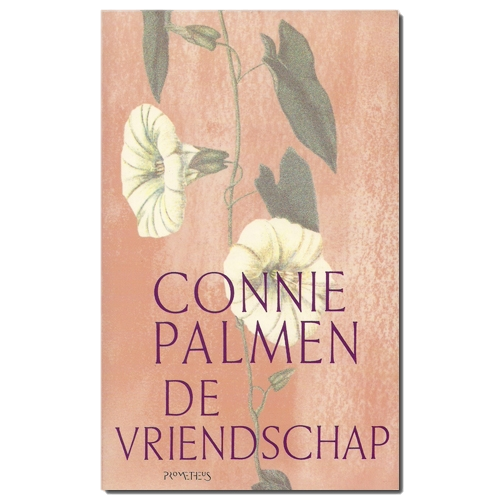 CONNIE
PALMEN
DE
VRIENDSCHAP
PROMETHEUS